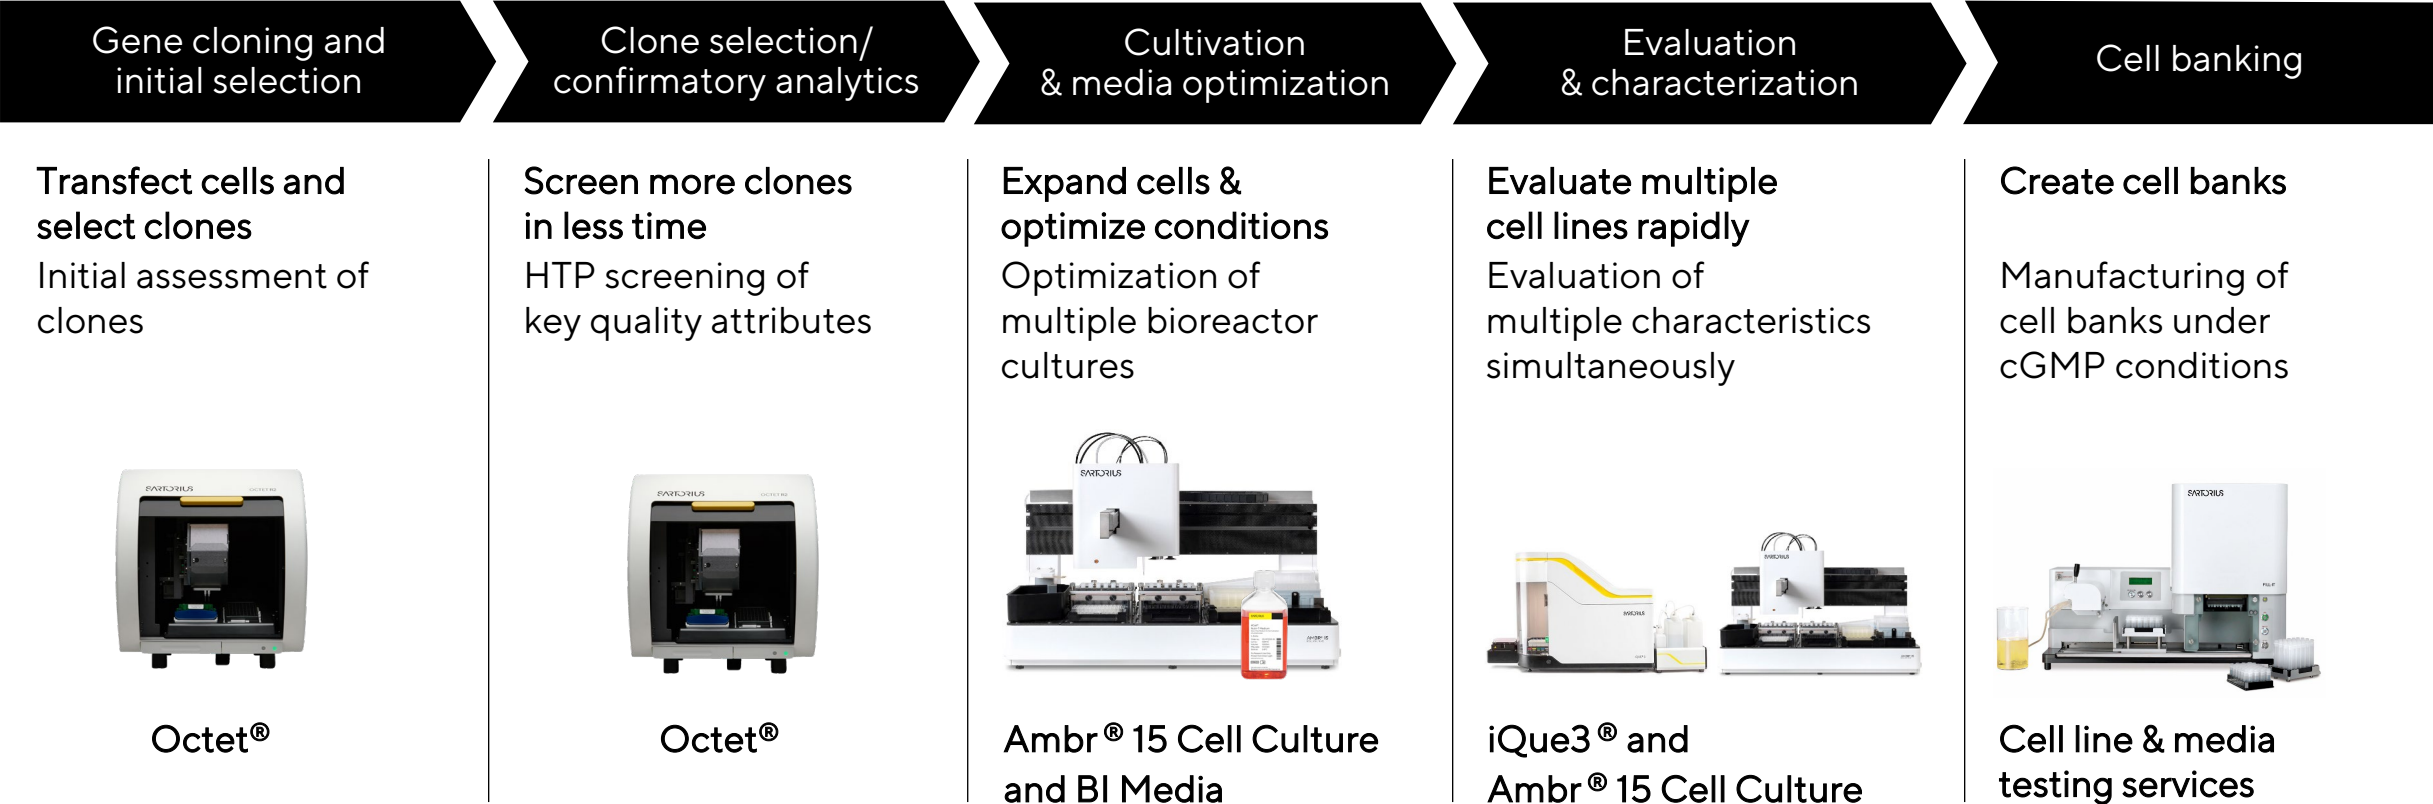 Gene cloning and
initial selection
Clone selection/
confirmatory analytics
Cultivation
& media optimization
Evaluation
& characterization
Cell banking
Transfect cells and
select clones
Initial assessment of
clones
SARTORIUS
Octet®
Screen more clones
in less time
HTP screening of
key quality attributes
SARTORIUS
Octet®
Expand cells &
optimize conditions
Optimization of
multiple bioreactor
cultures
SARTORIUS
AMBR® 15
Ambr® 15 Cell Culture
and BI Media
Evaluate multiple
cell lines rapidly
Evaluation of
multiple characteristics
simultaneously
SARTORIUS
SARTORIUS
iQue3® and
Ambr® 15 Cell Culture
Create cell banks
Manufacturing of
cell banks under
cGMP conditions
SARTORIUS
Cell line & media
testing services